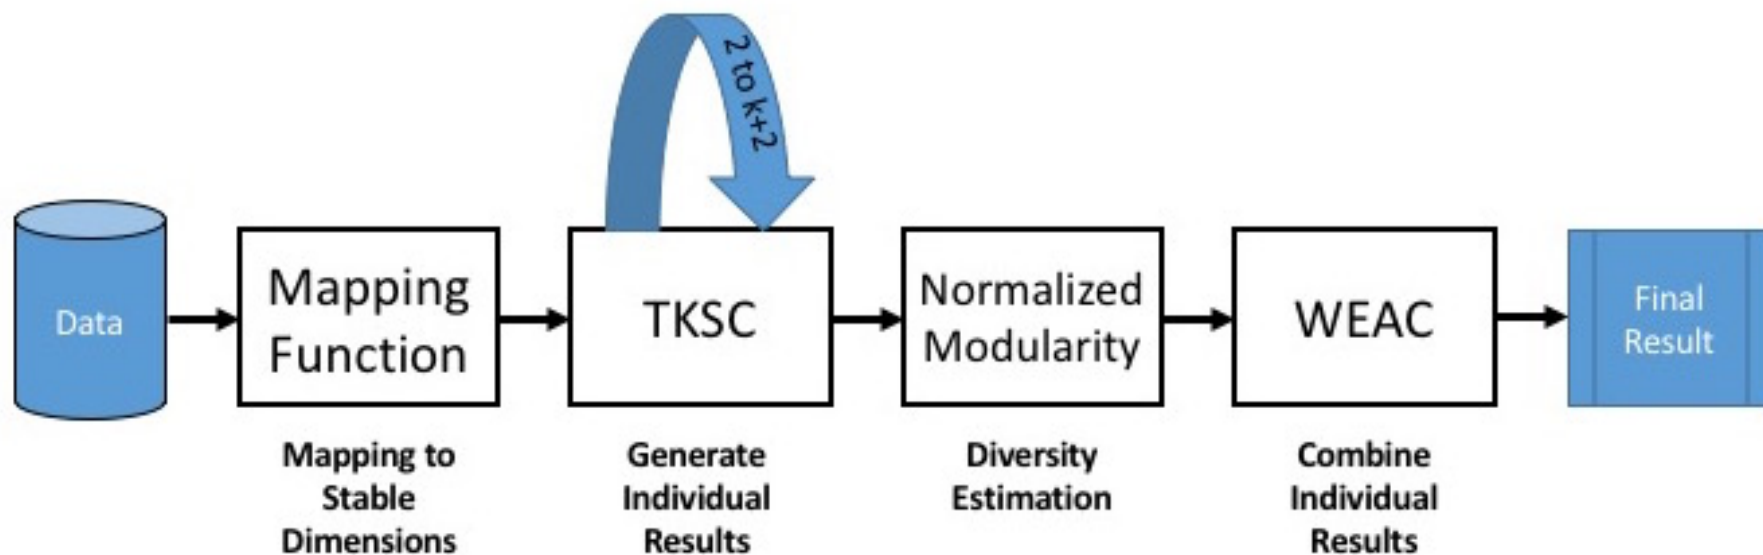 2 to k+2
Data
Mapping
Function
TKSC
Normalized
Modularity
WEAC
Final
Result
Mapping to
Stable
Dimensions
Generate
Individual
Results
Diversity
Estimation
Combine
Individual
Results